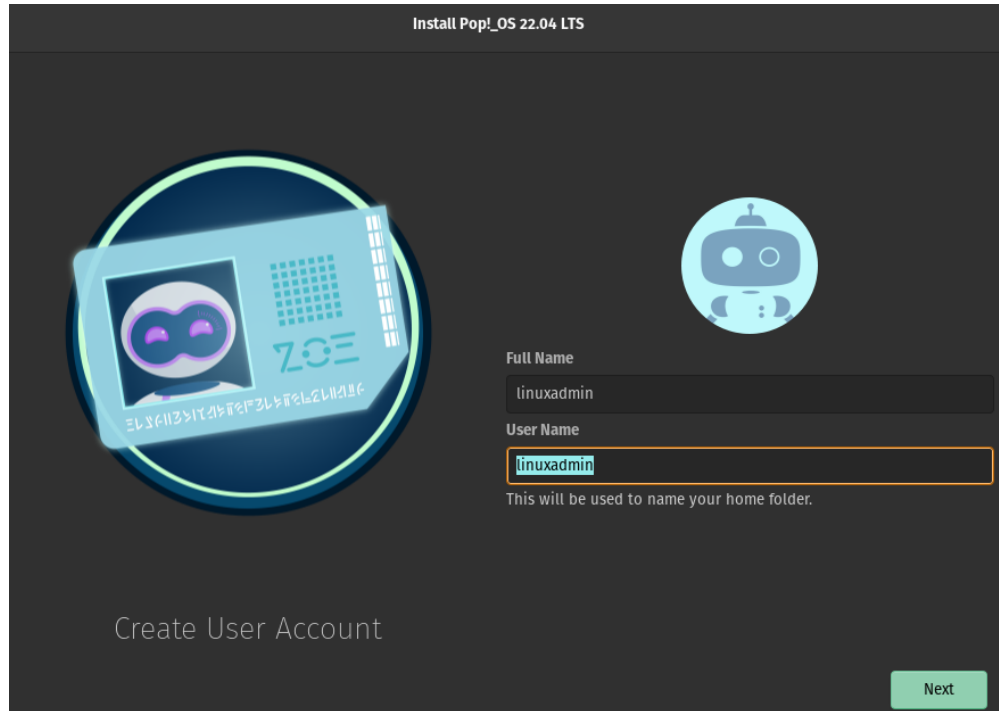 Install Pop!_OS 22.04 LTS
ZOE
Full Name
linuxadmin
User Name
linuxadmin
This will be used to name your home folder.
Create User Account
Next